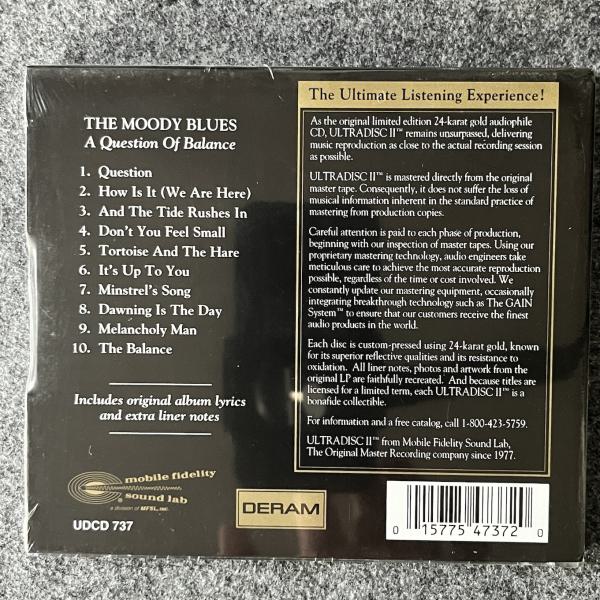 THE MOODY BLUES
A Question Of Balance
1. Question
2. How Is It (We Are Here)
3. And The Tide Rushes In
4. Don't You Feel Small
5. Tortoise And The Hare
6. It's Up To You
7. Minstrel's Song
8. Dawning Is The Day
9. Melancholy Man
10. The Balance
Includes original album lyrics
and extra liner notes
mobile fidelity
sound lab
a division of MFSL, INC.
UDCD 737
DERAM
The Ultimate Listening Experience!
As the original limited edition 24-karat gold audiophile
CD, ULTRADISC II™ remains unsurpassed, delivering
music reproduction as close to the actual recording session
as possible.
ULTRADISC II™ is mastered directly from the original
master tape. Consequently, it does not suffer the loss of
musical information inherent in the standard practice of
mastering from production copies.
Careful attention is paid to each phase of production,
beginning with our inspection of master tapes. Using our
proprietary mastering technology, audio engineers take
meticulous care to achieve the most accurate reproduction
possible, regardless of the time or cost involved. We
constantly update our mastering equipment, occasionally
integrating breakthrough technology such as The GAIN
System™ to ensure that our customers receive the finest
audio products in the world.
Each disc is custom-pressed using 24-karat gold, known
for its superior reflective qualities and its resistance to
oxidation. All liner notes, photos and artwork from the
original LP are faithfully recreated. And because titles are
licensed for a limited term, each ULTRADISC II™ is a
bonafide collectible.
For information and a free catalog, call 1-800-423-5759.
ULTRADISC II™ from Mobile Fidelity Sound Lab,
The Original Master Recording company since 1977.
0 15775 47372 0